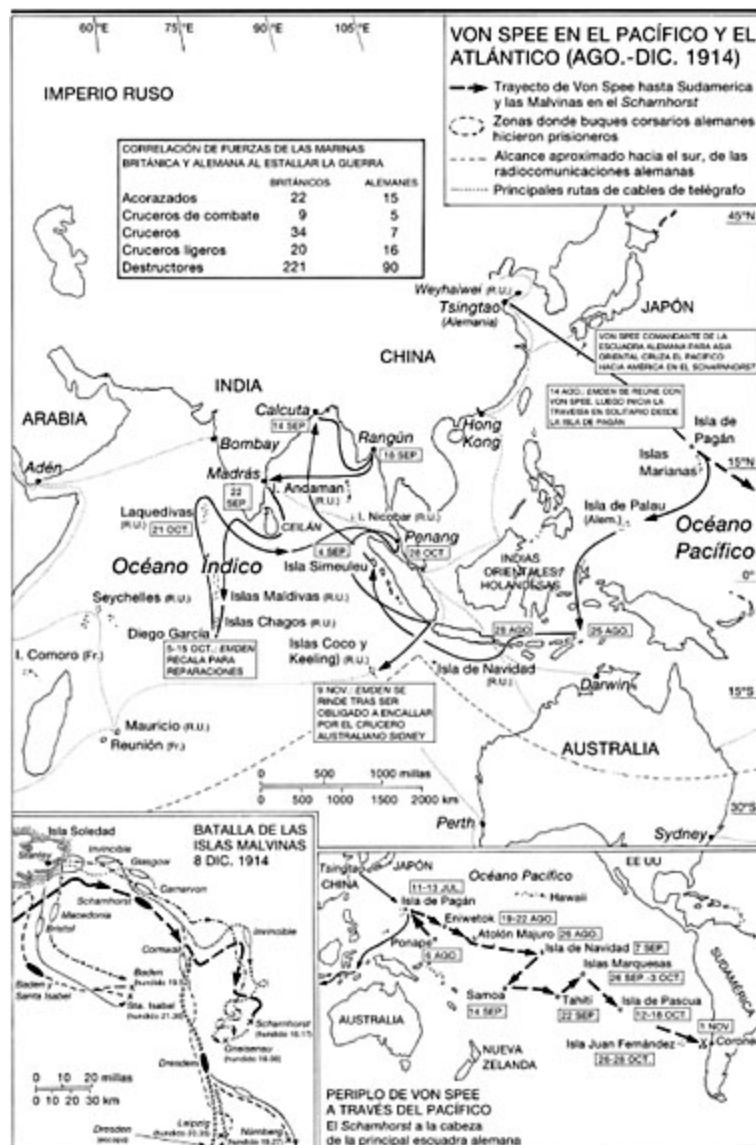 60°E
75°E
90°E
105°E
VON SPEE EN EL PACÍFICO Y EL
ATLÁNTICO (AGO.-DIC. 1914)
Trayecto de Von Spee hasta Sudamerica
y las Malvinas en el Scharnhorst
Zonas donde buques corsarios alemanes
hicieron prisioneros
Alcance aproximado hacia el sur, de las
radiocomunicaciones alemanas
Principales rutas de cables de telégrafo
IMPERIO RUSO
CORRELACIÓN DE FUERZAS DE LAS MARINAS
BRITÁNICA Y ALEMANA AL ESTALLAR LA GUERRA
BRITÁNICOS ALEMANES
Acorazados 22 15
Cruceros de combate 9 5
Cruceros 34 7
Cruceros ligeros 20 16
Destructores 221 90
45°N
Weyhaiwei (R.U.)
Tsingtao
(Alemania)
JAPÓN
VON SPEE COMANDANTE DE LA
ESCUADRA ALEMANA PARA ASIA
ORIENTAL CRUZA EL PACIFICO
HACIA AMÉRICA EN EL SCHARNHORST
CHINA
INDIA
14 AGO.: EMDEN SE REÚNE CON
VON SPEE, LUEGO INICIA LA
TRAVESÍA EN SOLITARIO DESDE
LA ISLA DE PAGÁN
ARABIA
Calcuta
14 SEP.
Hong
Kong
Isla de
Pagán
Bombay
Rangún
18 SEP.
Islas
Marianas
15°N
Adén
Madrás
22
SEP.
I. Andaman
(R.U.)
Laquedivas
(R.U.)
21 OCT.
CEILÁN
I. Nicobar (R.U.)
Isla de Palau
(Alem.)
Océano
Pacífico
Penang
28 OCT.
4 SEP.
Océano Indico
Isla Simeuleu
INDIAS
ORIENTALES
HOLANDESAS
0°
Seychelles (R.U.)
Islas Maldivas (R.U.)
Islas Chagos (R.U.)
Diego García
28 AGO.
25 AGO.
5-15 OCT.: EMDEN
RECALA PARA
REPARACIONES
Islas Coco y
Keeling) (R.U.)
I. Comoro (Fr.)
Isla de Navidad
(R.U.)
Darwin
15°S
9 NOV.: EMDEN SE
RINDE TRAS SER
OBLIGADO A ENCALLAR
POR EL CRUCERO
AUSTRALIANO SIDNEY
Mauricio (R.U.)
Reunión (Fr.)
AUSTRALIA
0 500 1000 millas
0 500 1000 1500 2000 km
30°S
Perth
Sydney
Isla Soledad
BATALLA DE LAS
ISLAS MALVINAS
8 DIC. 1914
Stanley
Invincible
Glasgow
Carnarvon
Scharnhorst
Macedonia
Bristol
Invincible
Cornwall
Baden
Baden y
Santa Isabel
Sta. Isabel
Scharnhorst
Gneisenau
Dresden
0 10 20 millas
0 10 20 30 km
Leipzig
Nürnberg
Dresden
Tsingtao
JAPÓN
CHINA
11-13 JUL.
Isla de Pagán
Océano Pacífico
EE UU
Hawaii
Eniwetok 19-22 AGO.
Atolón Majuro 26 AGO.
Ponape
6 AGO.
Isla de Navidad 7 SEP.
Islas Marquesas
26 SEP.-3 OCT.
SUDAMÉRICA
Samoa
14 SEP.
Tahití
22 SEP.
Isla de Pascua
12-18 OCT.
AUSTRALIA
1 NOV.
Coronel
Isla Juan Fernández
26-28 OCT.
NUEVA
ZELANDA
PERIPLO DE VON SPEE
A TRAVÉS DEL PACÍFICO
El Scharnhorst a la cabeza
de la principal escuadra alemana